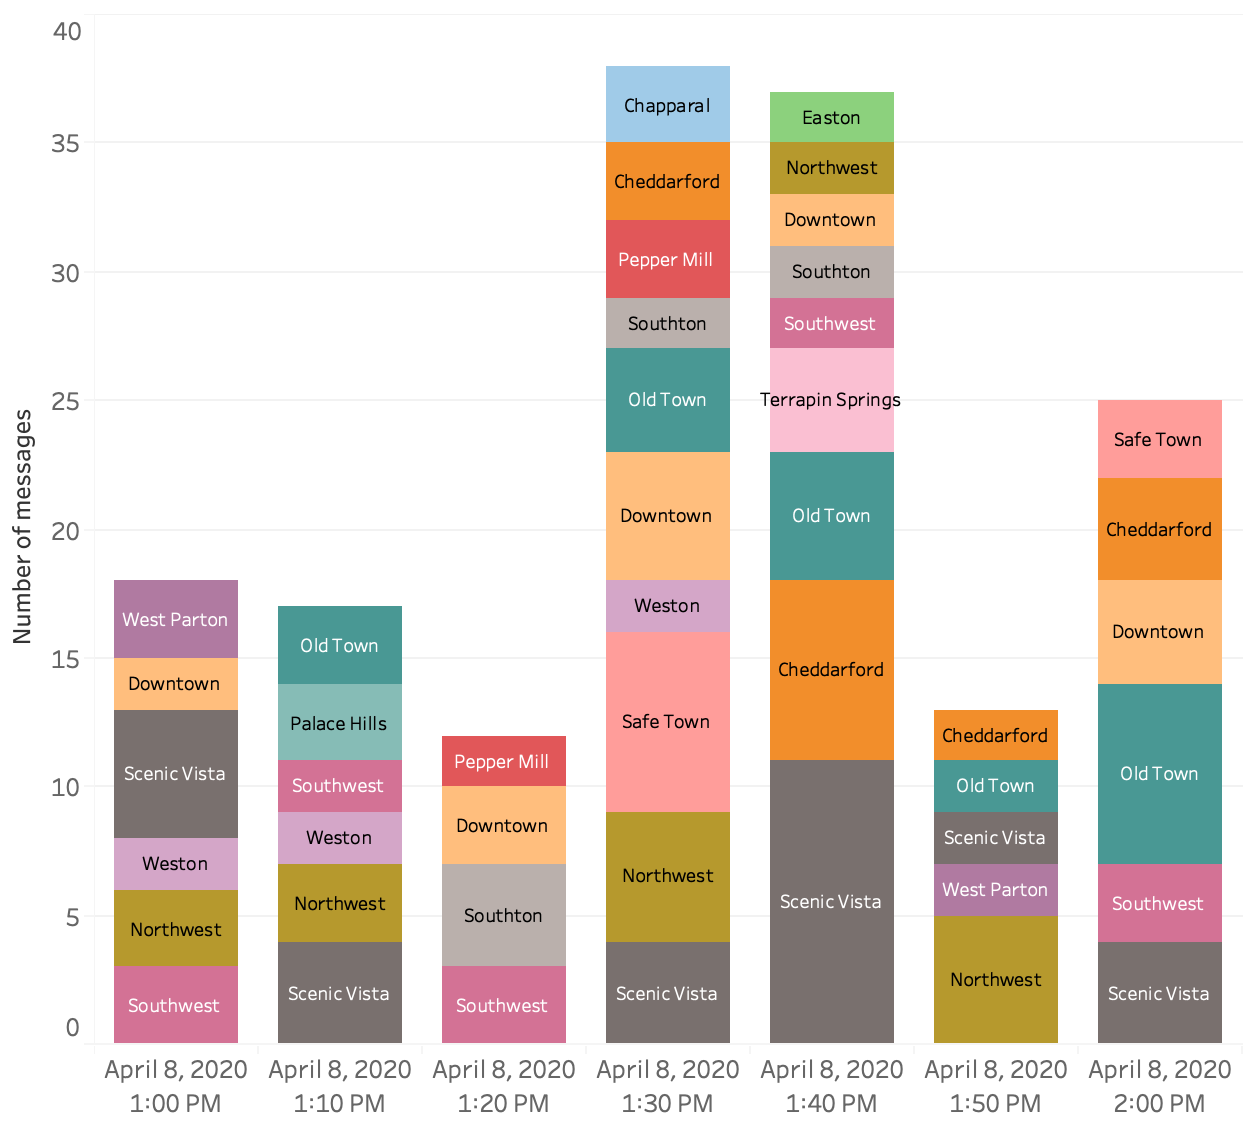 Number of messages
40
35
30
25
20
15
10
5
0
West Parton
Downtown
Scenic Vista
Weston
Northwest
Southwest
Old Town
Palace Hills
Southwest
Weston
Northwest
Scenic Vista
Pepper Mill
Downtown
Southton
Southwest
Chapparal
Cheddarford
Pepper Mill
Southton
Old Town
Downtown
Weston
Safe Town
Northwest
Scenic Vista
Easton
Northwest
Downtown
Southton
Southwest
Terrapin Springs
Old Town
Cheddarford
Scenic Vista
Cheddarford
Old Town
Scenic Vista
West Parton
Northwest
Safe Town
Cheddarford
Downtown
Old Town
Southwest
Scenic Vista
April 8, 2020
1:00 PM
April 8, 2020
1:10 PM
April 8, 2020
1:20 PM
April 8, 2020
1:30 PM
April 8, 2020
1:40 PM
April 8, 2020
1:50 PM
April 8, 2020
2:00 PM